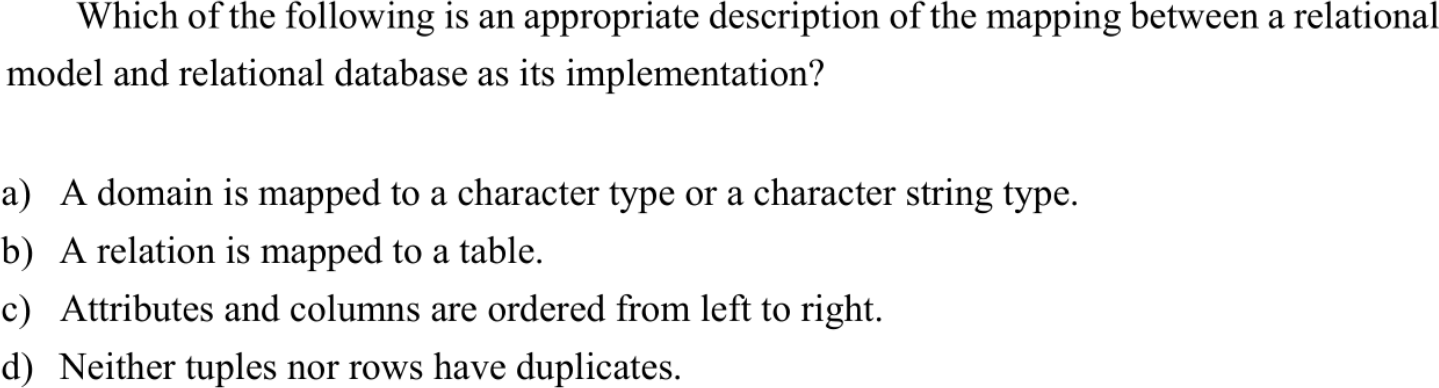 Which of the following is an appropriate description of the mapping between a relational
model and relational database as its implementation?
a) A domain is mapped to a character type or a character string type.
b) A relation is mapped to a table.
c) Attributes and columns are ordered from left to right.
d) Neither tuples nor rows have duplicates.